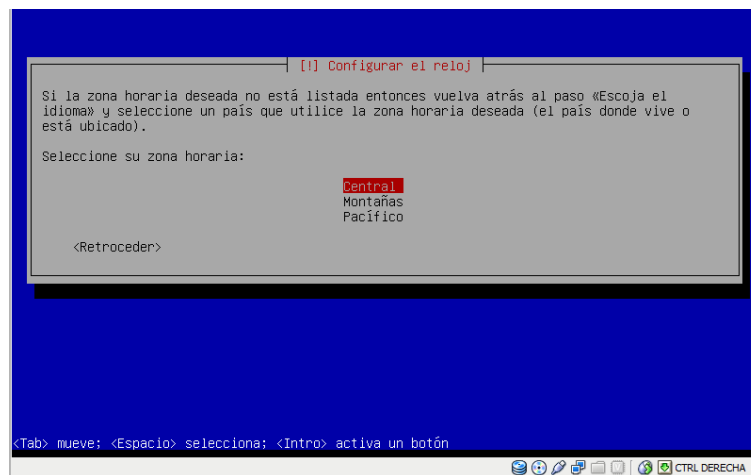 [!] Configurar el reloj
Si la zona horaria deseada no está listada entonces vuelva atrás al paso «Escoja el
idioma» y seleccione un país que utilice la zona horaria deseada (el país donde vive o
está ubicado).
Seleccione su zona horaria:
Central
Montañas
Pacífico
<Retroceder>
<Tab> mueve; <Espacio> selecciona; <Intro> activa un botón
CTRL DERECHA